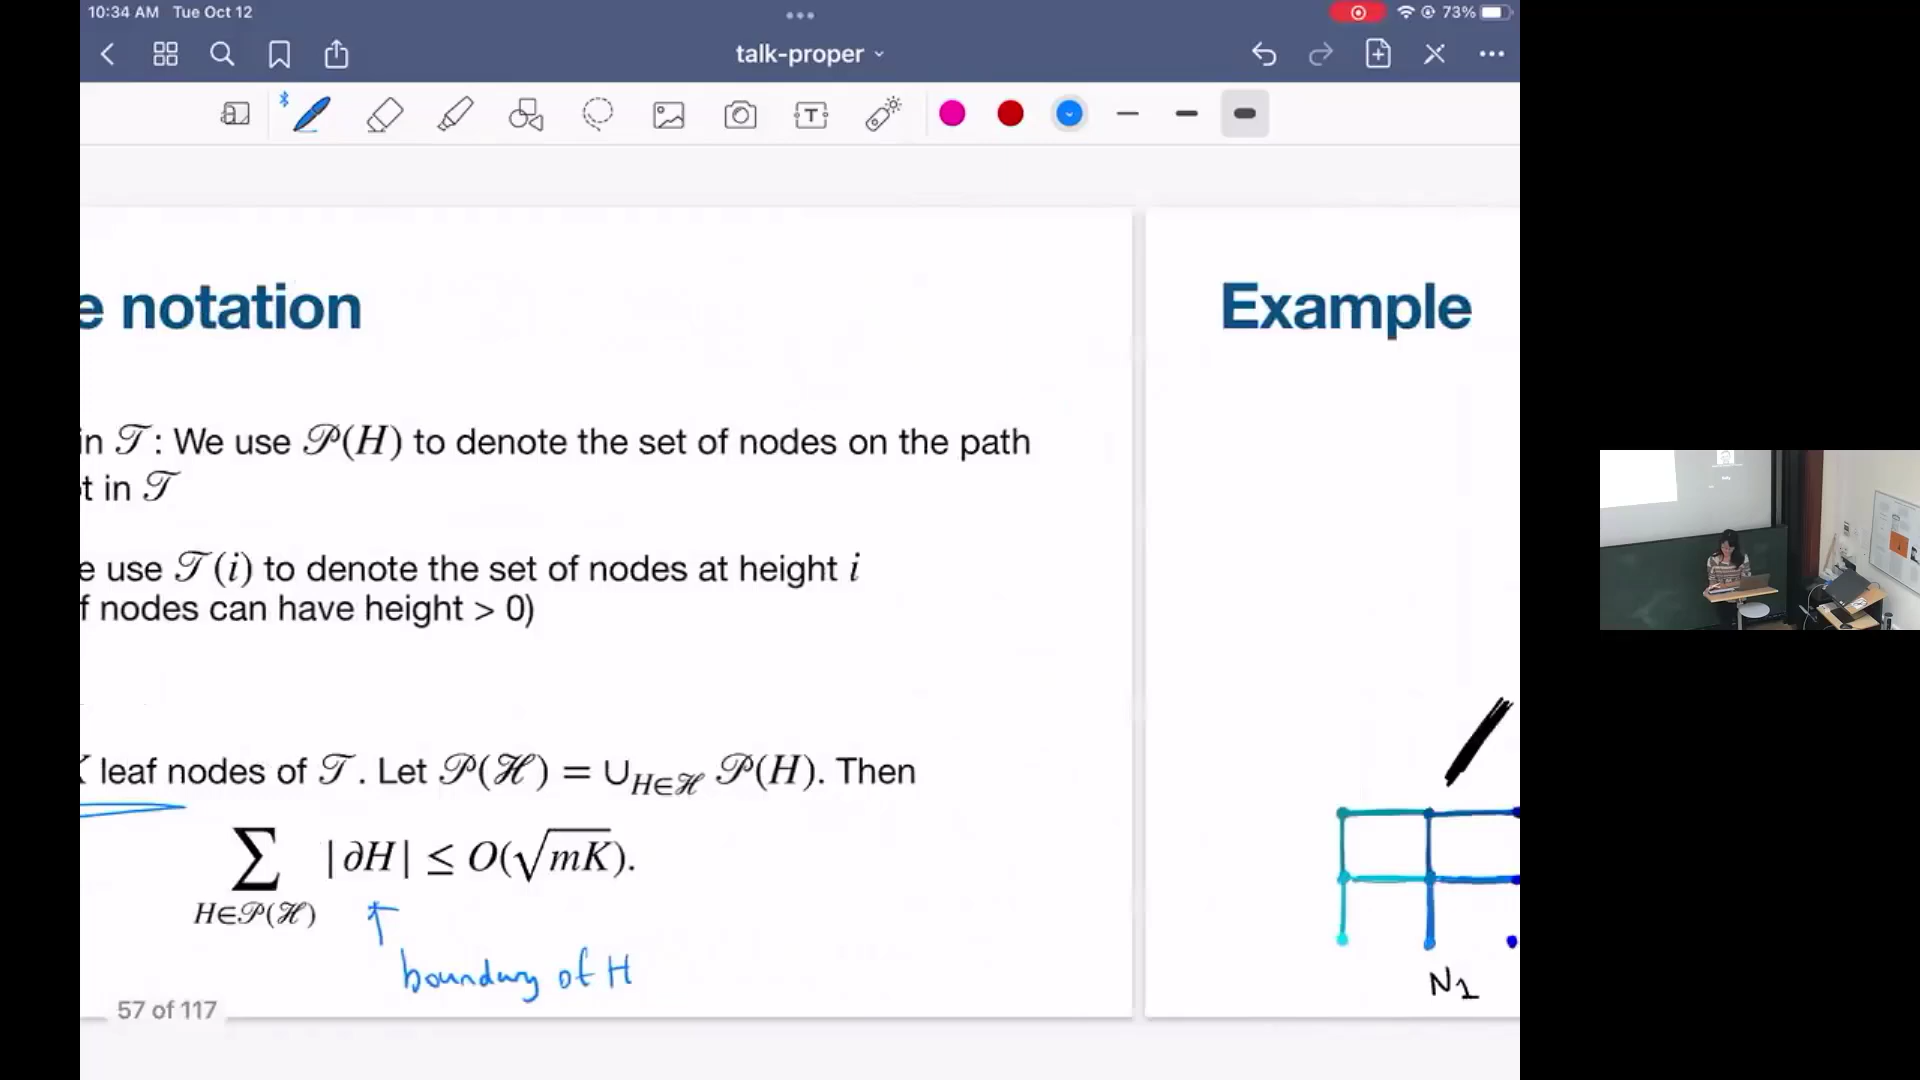 10:34 AM Tue Oct 12
73%
talk-proper
T
e notation
in 𝒯: We use 𝒫(H) to denote the set of nodes on the path
t in 𝒯
e use 𝒯(i) to denote the set of nodes at height i
f nodes can have height > 0)
K leaf nodes of 𝒯. Let 𝒫(ℋ) = ∪_{H∈ℋ} 𝒫(H). Then
∑_{H∈𝒫(ℋ)} |∂H| ≤ O(√mK).
boundary of H
57 of 117
Example
N1